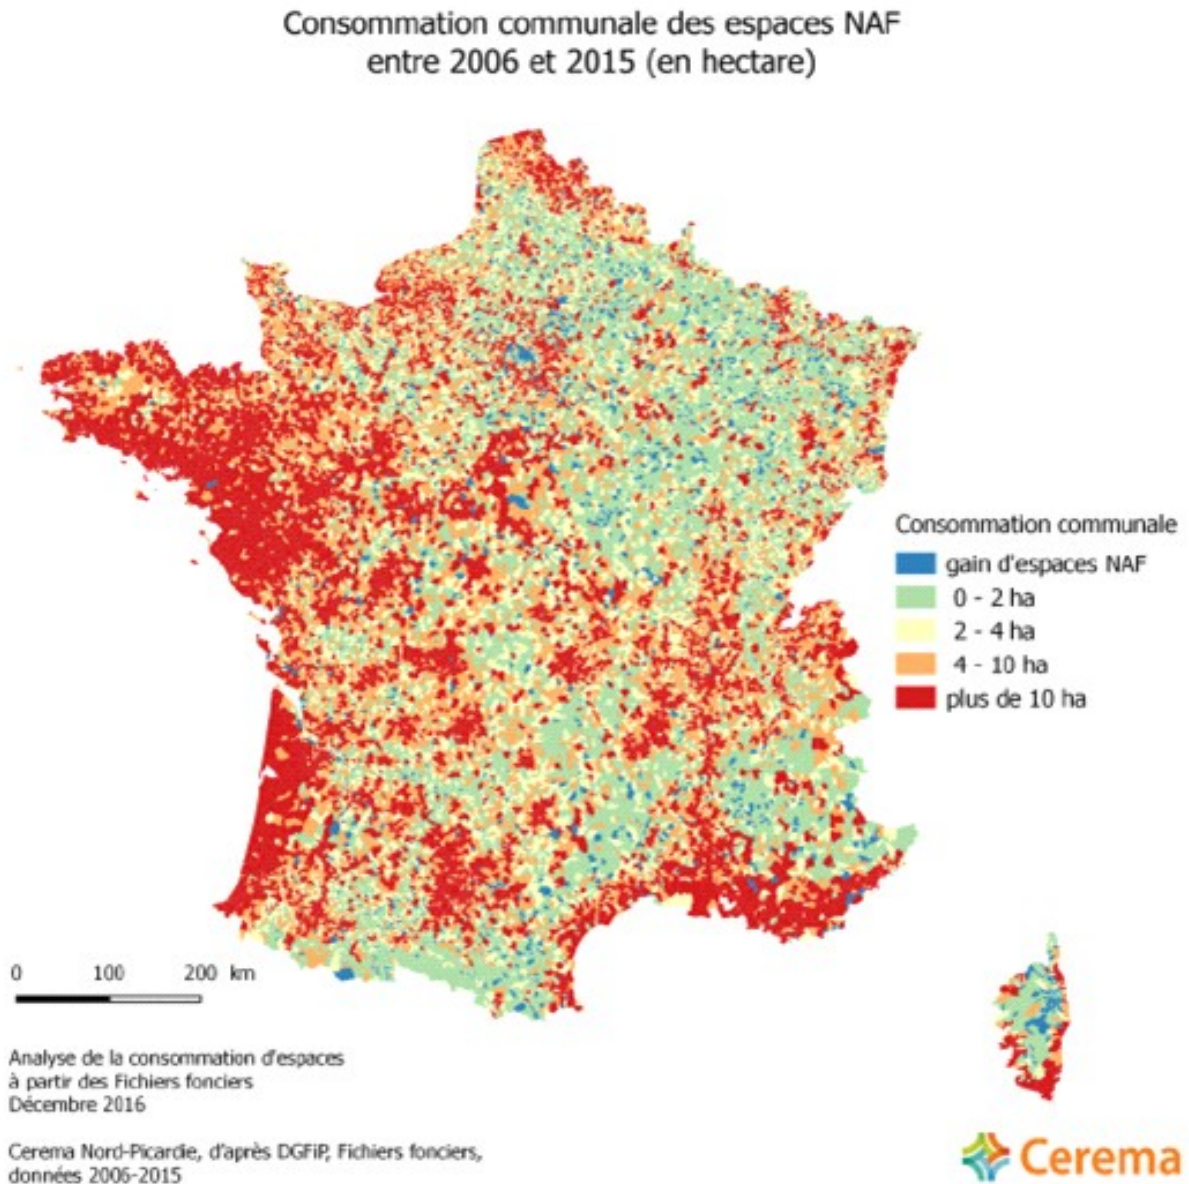 Consommation communale des espaces NAF
entre 2006 et 2015 (en hectare)
Consommation communale
gain d'espaces NAF
0 - 2 ha
2 - 4 ha
4 - 10 ha
plus de 10 ha
0 100 200 km
Analyse de la consommation d'espaces
à partir des Fichiers fonciers
Décembre 2016
Cerema Nord-Picardie, d'après DGFiP, Fichiers fonciers,
données 2006-2015
Cerema